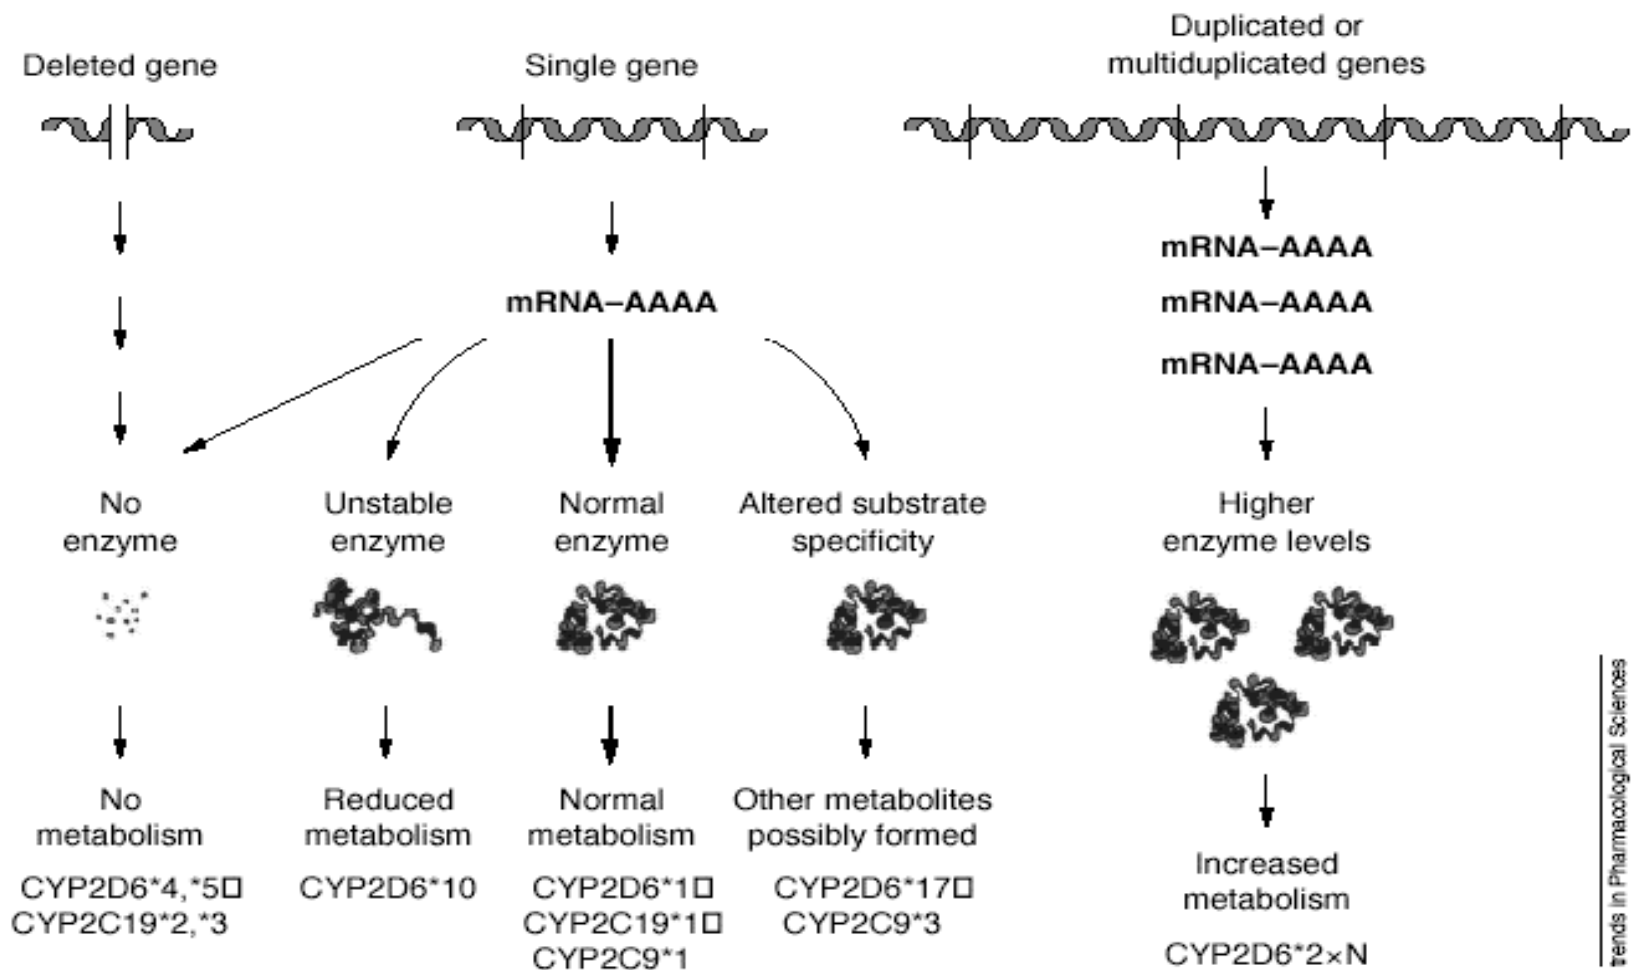 Deleted gene
Single gene
Duplicated or
multiduplicated genes
mRNA–AAAA
mRNA–AAAA
mRNA–AAAA
mRNA–AAAA
No
enzyme
Unstable
enzyme
Normal
enzyme
Altered substrate
specificity
Higher
enzyme levels
No
metabolism
CYP2D6*4,*5□
CYP2C19*2,*3
Reduced
metabolism
CYP2D6*10
Normal
metabolism
CYP2D6*1□
CYP2C19*1□
CYP2C9*1
Other metabolites
possibly formed
CYP2D6*17□
CYP2C9*3
Increased
metabolism
CYP2D6*2×N
trends in Pharmacological Sciences